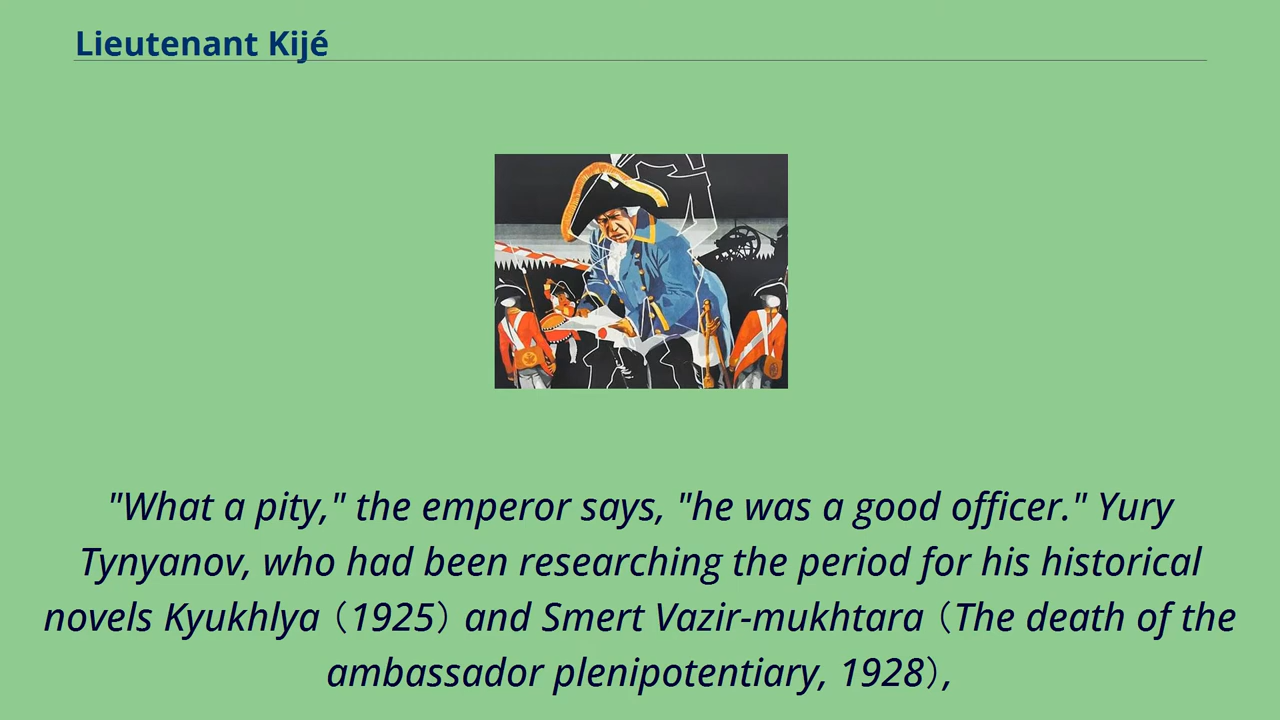 Lieutenant Kijé
"What a pity," the emperor says, "he was a good officer." Yury
Tynyanov, who had been researching the period for his historical
novels Kyukhlya（1925）and Smert Vazir-mukhtara（The death of the
ambassador plenipotentiary, 1928）,